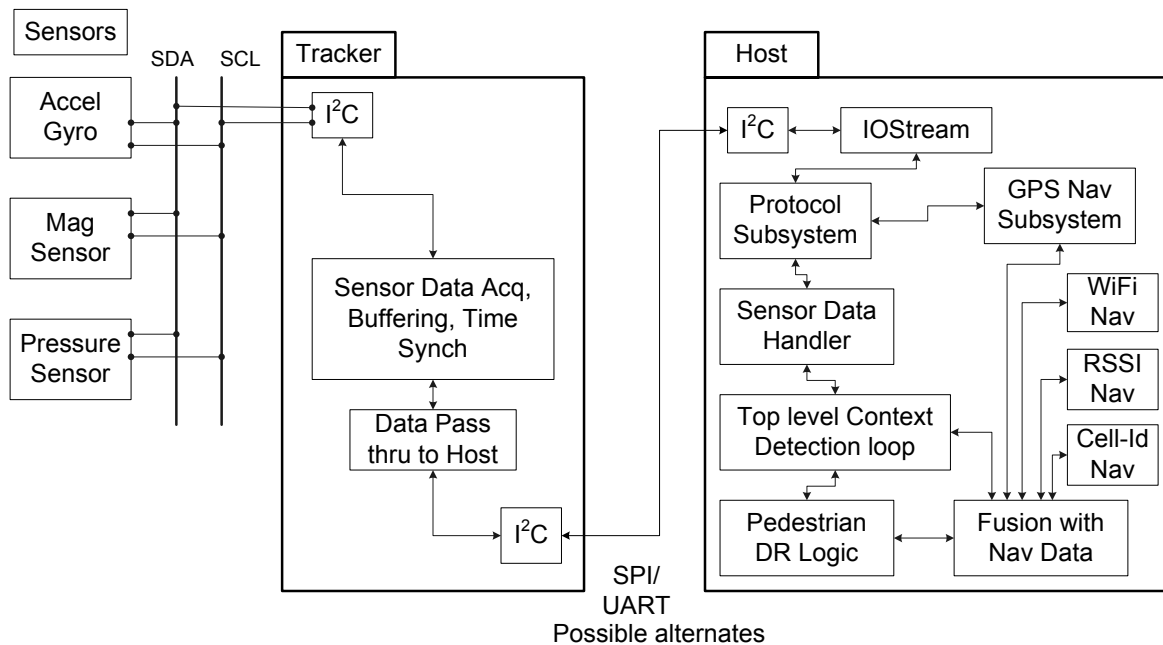 Sensors
SDA
SCL
Accel
Gyro
Mag
Sensor
Pressure
Sensor
Tracker
I²C
Sensor Data Acq,
Buffering, Time
Synch
Data Pass
thru to Host
I²C
SPI/
UART
Possible alternates
Host
I²C
IOStream
Protocol
Subsystem
GPS Nav
Subsystem
Sensor Data
Handler
WiFi
Nav
RSSI
Nav
Top level Context
Detection loop
Cell-Id
Nav
Pedestrian
DR Logic
Fusion with
Nav Data